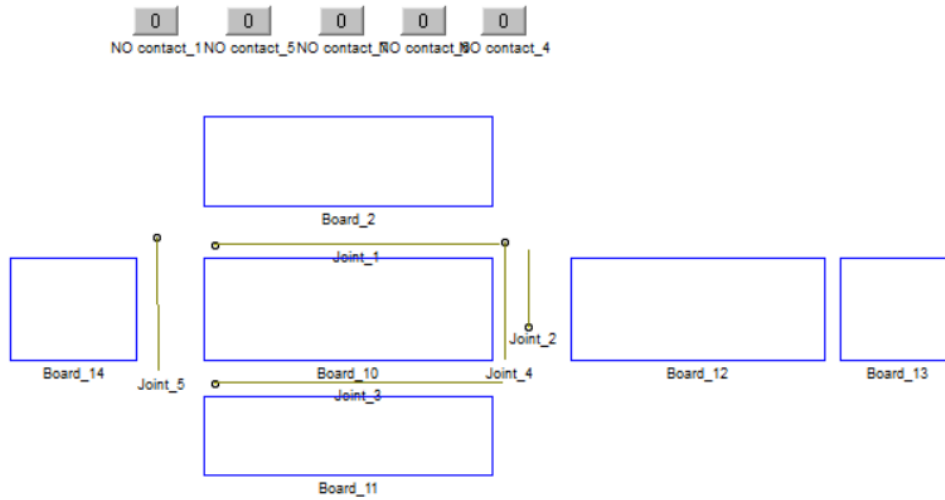 0 0 0 0 0
NO contact_1 NO contact_5 NO contact_ NO contact_ NO contact_4
Board_2
Joint_1
Joint_2
Board_14 Joint_5 Board_10 Joint_4 Board_12 Board_13
Joint_3
Board_11